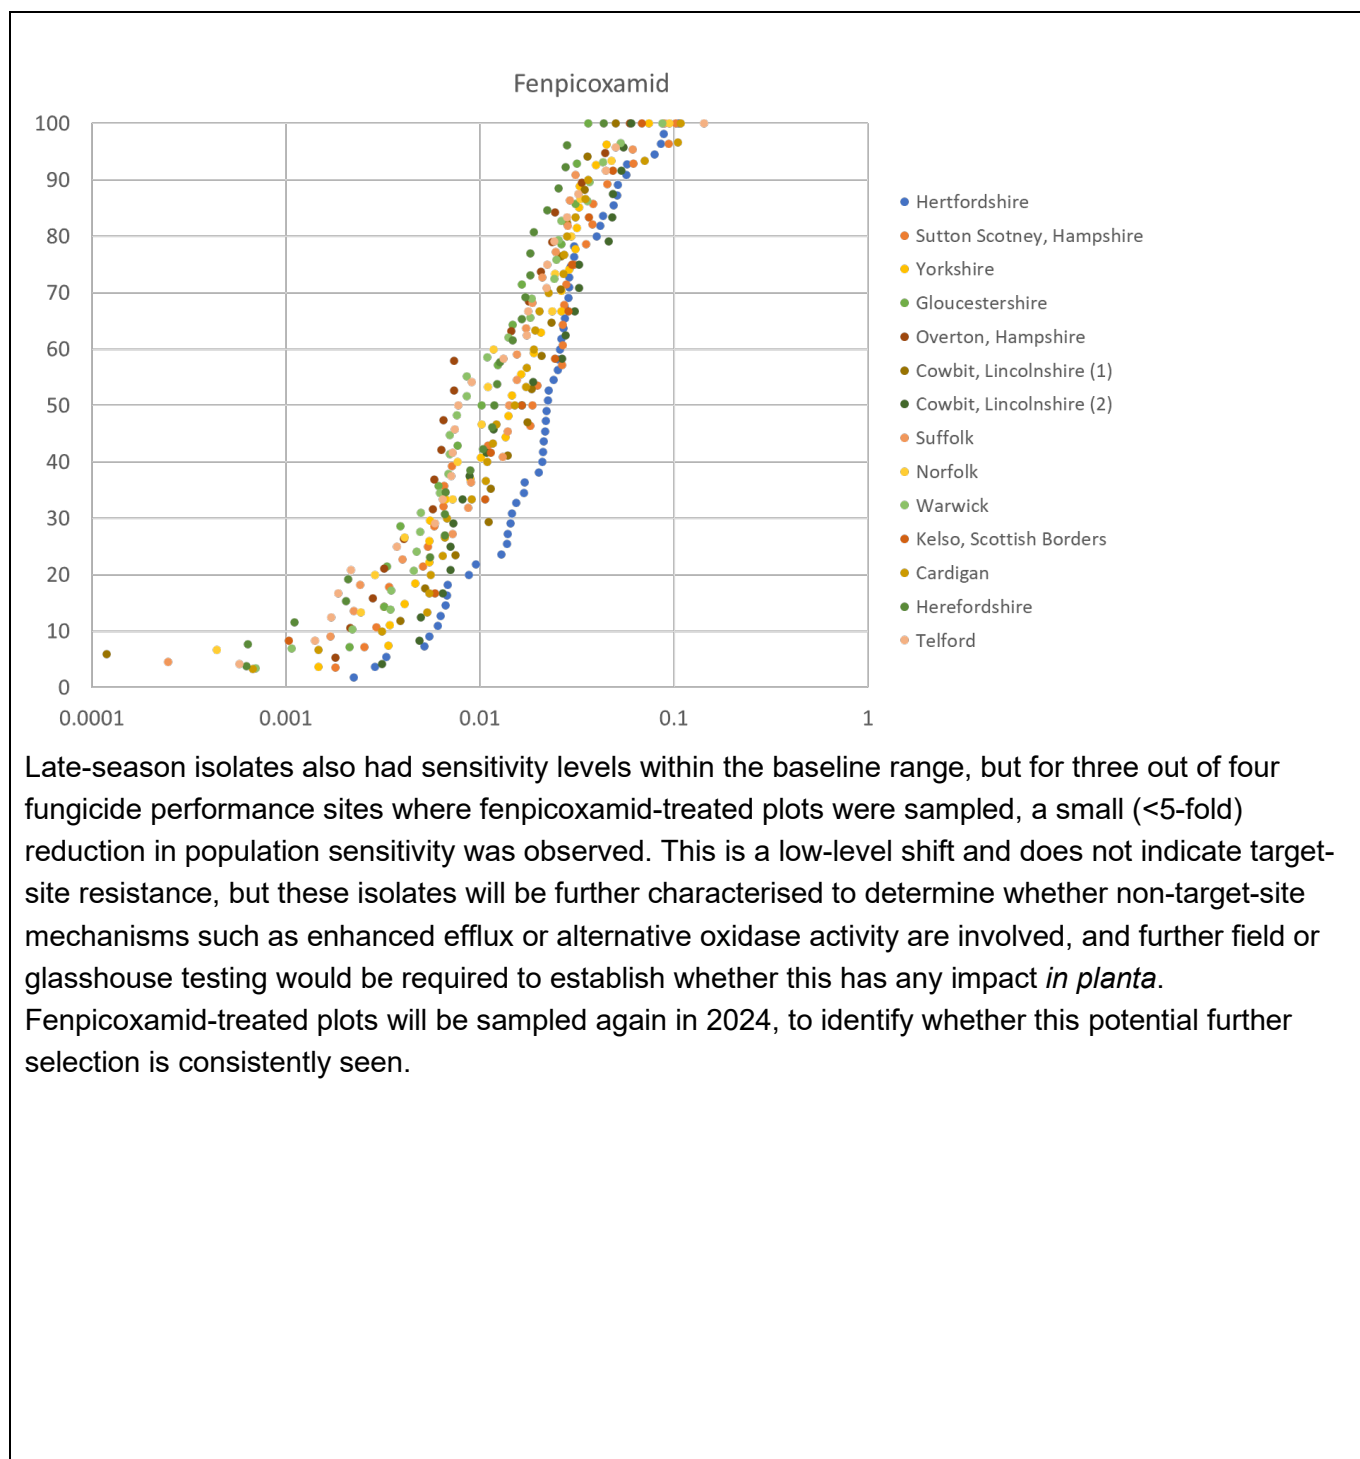 Fenpicoxamid
100
90
80
70
60
50
40
30
20
10
0
0.0001 0.001 0.01 0.1 1
Hertfordshire
Sutton Scotney, Hampshire
Yorkshire
Gloucestershire
Overton, Hampshire
Cowbit, Lincolnshire (1)
Cowbit, Lincolnshire (2)
Suffolk
Norfolk
Warwick
Kelso, Scottish Borders
Cardigan
Herefordshire
Telford
Late-season isolates also had sensitivity levels within the baseline range, but for three out of four
fungicide performance sites where fenpicoxamid-treated plots were sampled, a small (<5-fold)
reduction in population sensitivity was observed. This is a low-level shift and does not indicate target-
site resistance, but these isolates will be further characterised to determine whether non-target-site
mechanisms such as enhanced efflux or alternative oxidase activity are involved, and further field or
glasshouse testing would be required to establish whether this has any impact in planta.
Fenpicoxamid-treated plots will be sampled again in 2024, to identify whether this potential further
selection is consistently seen.